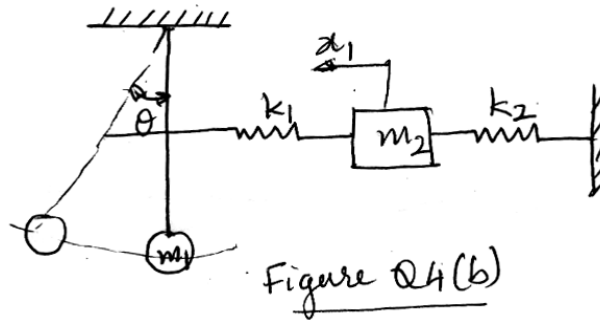 x₁
k₁
k₂
θ
m₂
m₁
Figure Q4(b)